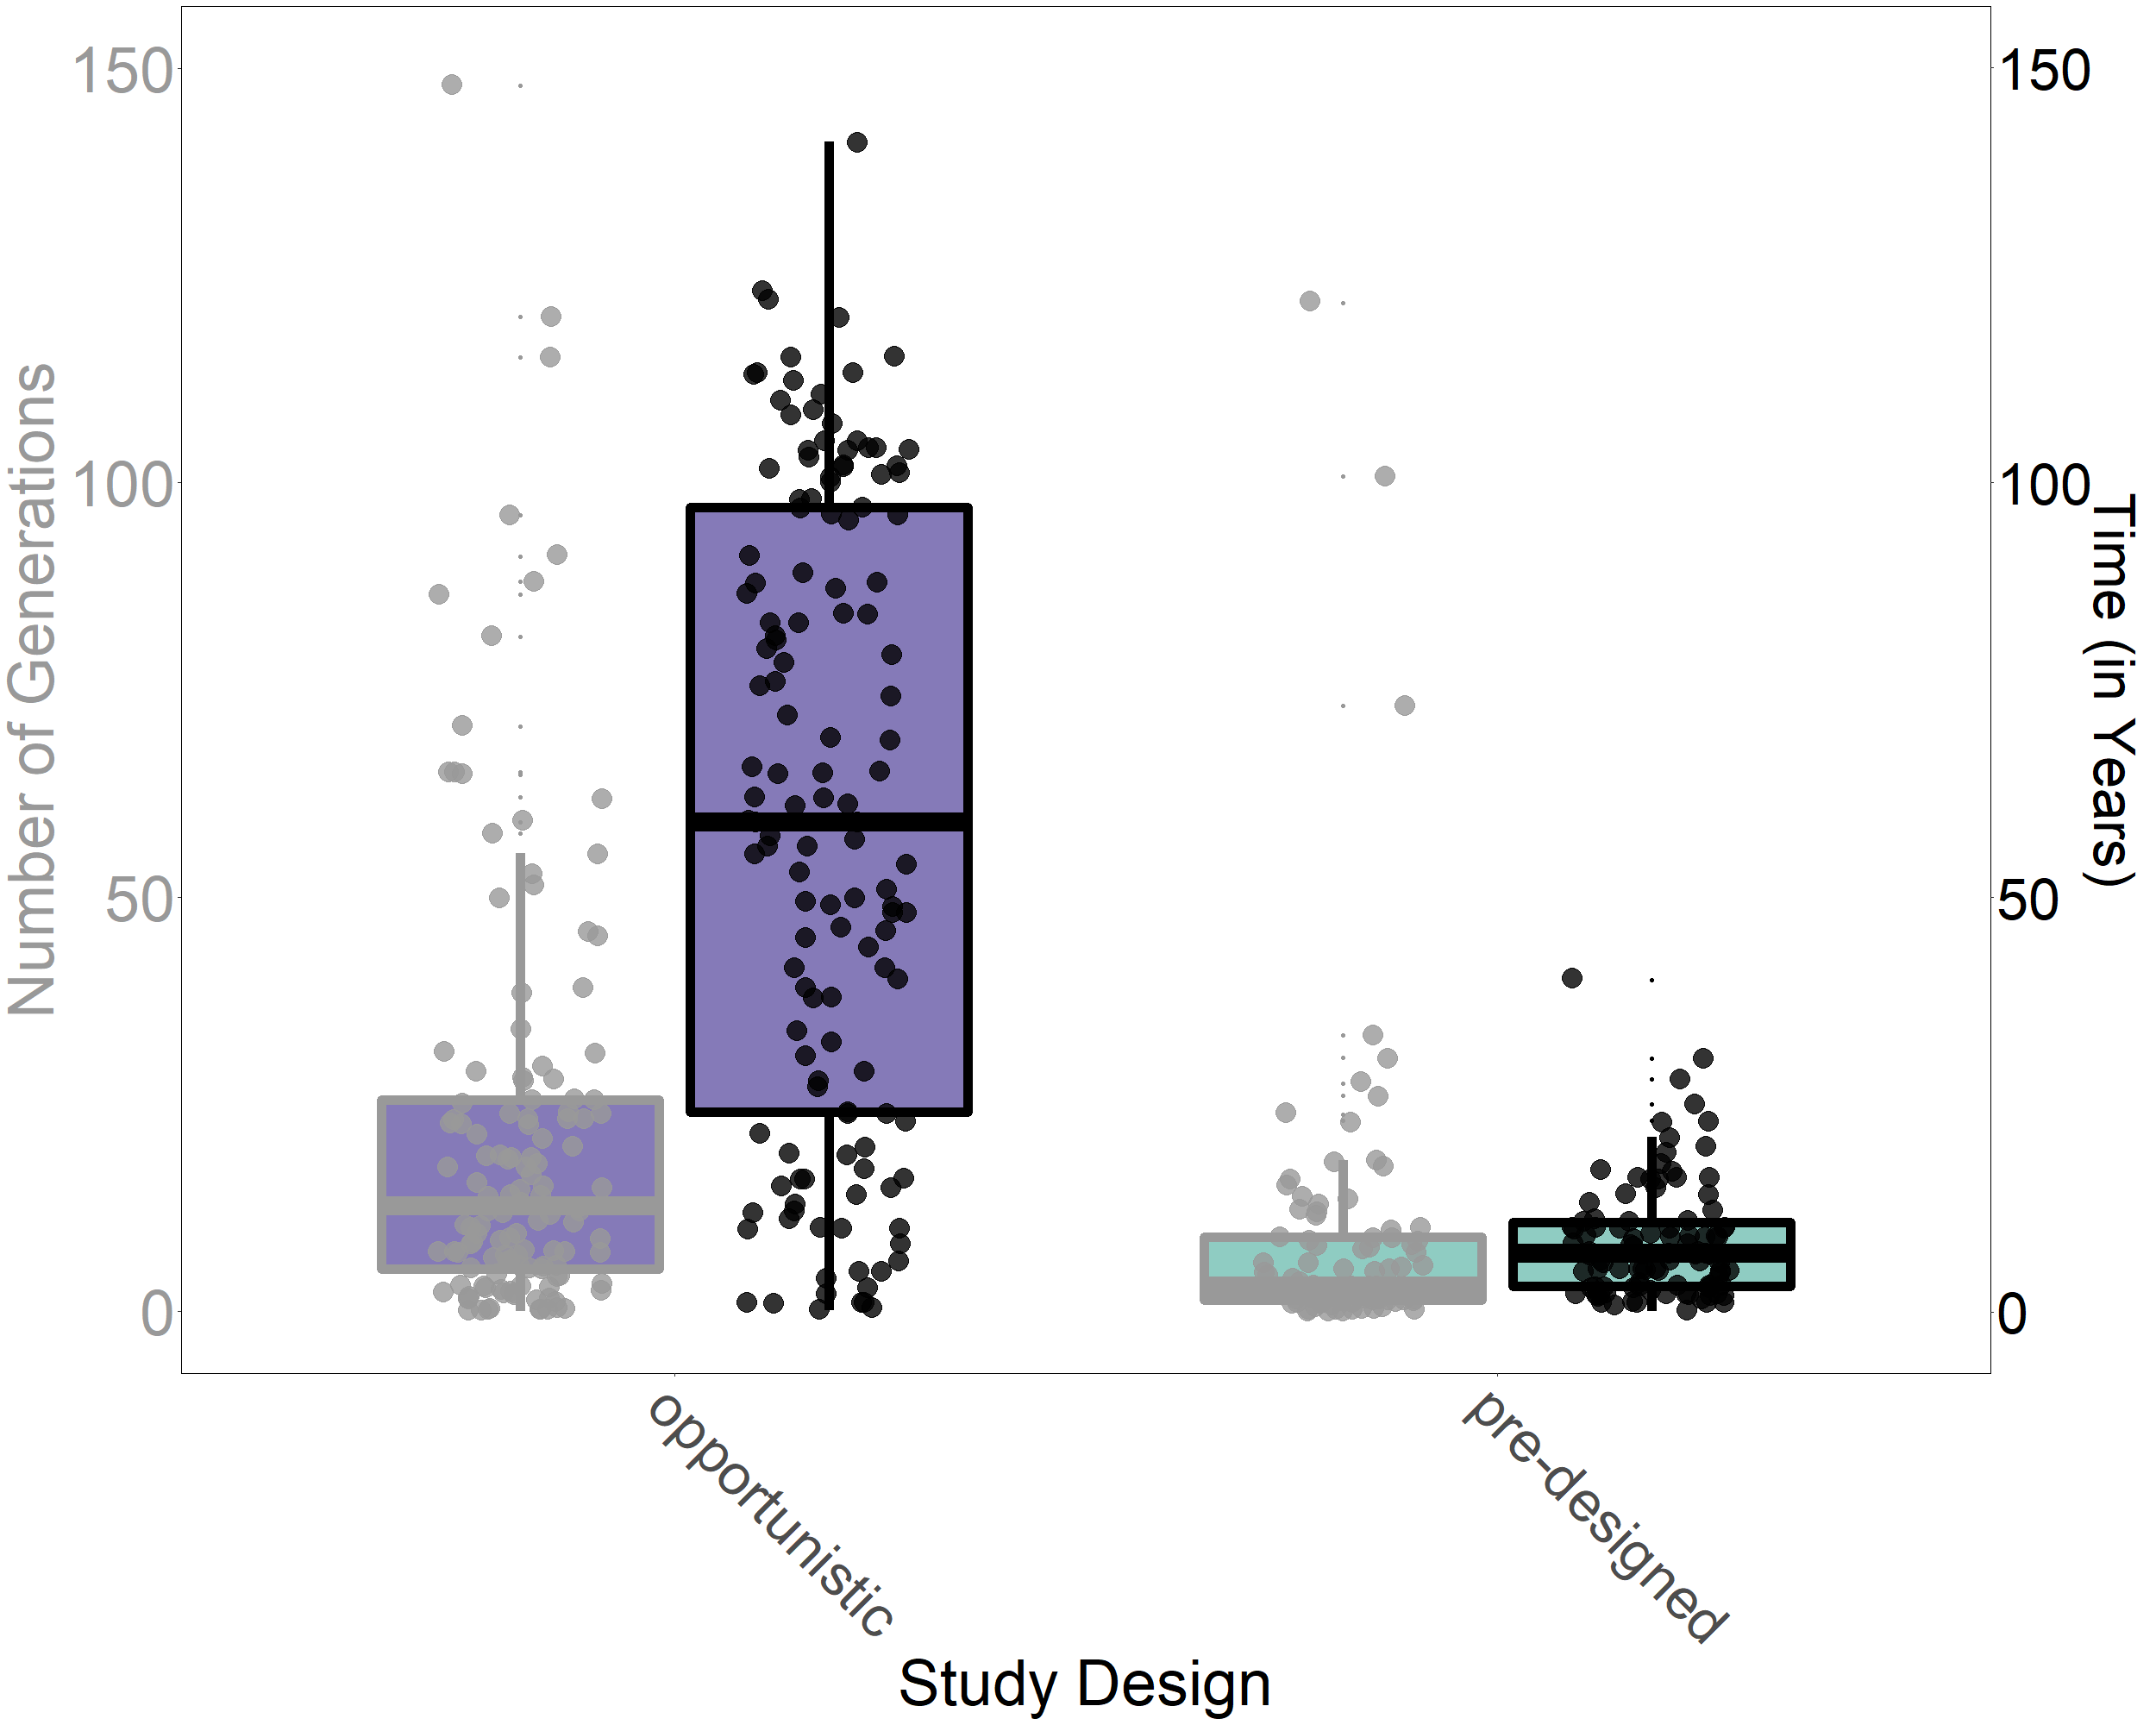 Number of Generations
150
100
50
0
150
100
50
0
Time (in Years)
opportunistic
pre-designed
Study Design